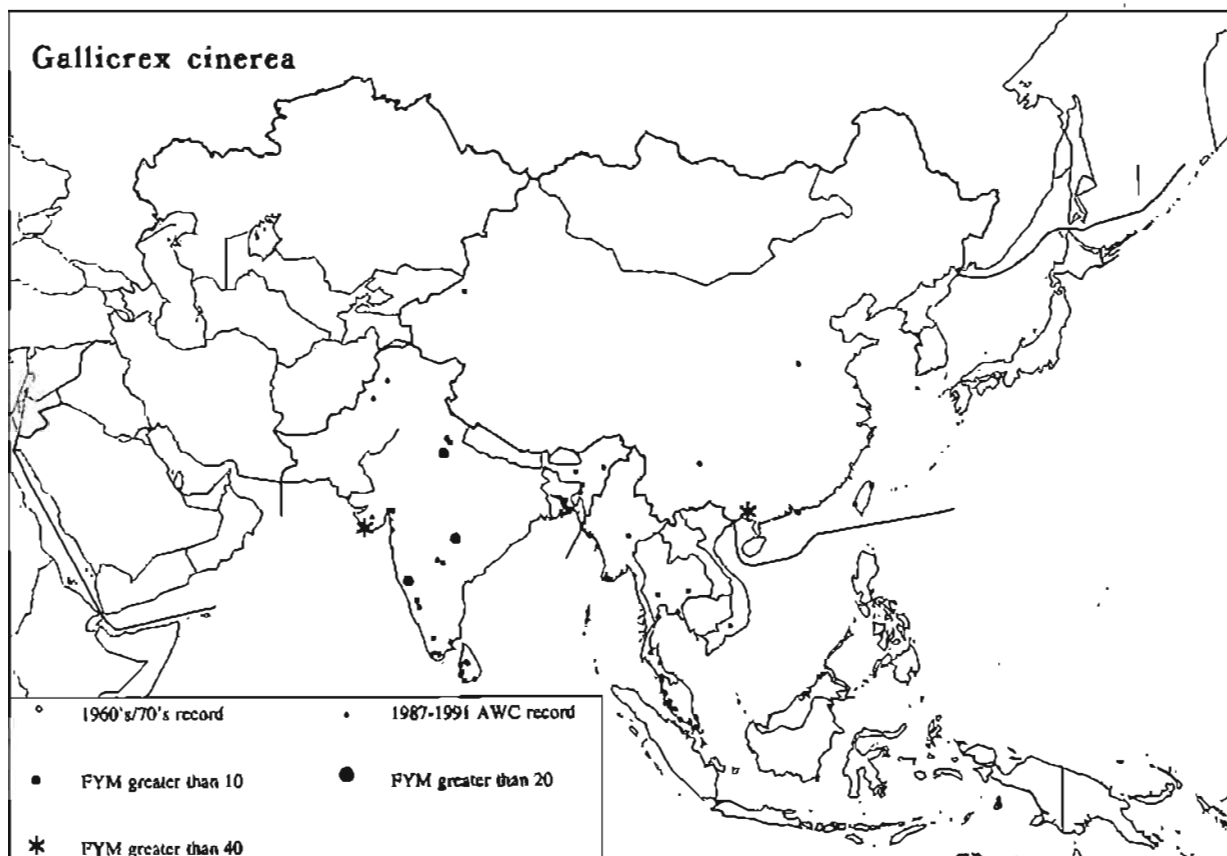 Gallicrex cinerea
1960's/70's record
1987-1991 AWC record
FYM greater than 10
FYM greater than 20
FYM greater than 40